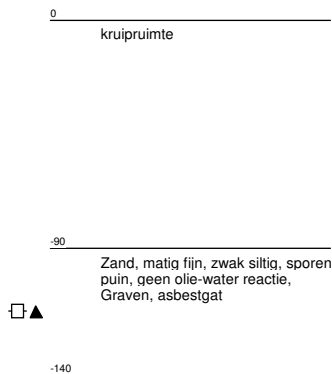 0
kruipruimte
-90
Zand, matig fijn, zwak siltig, sporen
puin, geen olie-water reactie,
Graven, asbestgat
-140